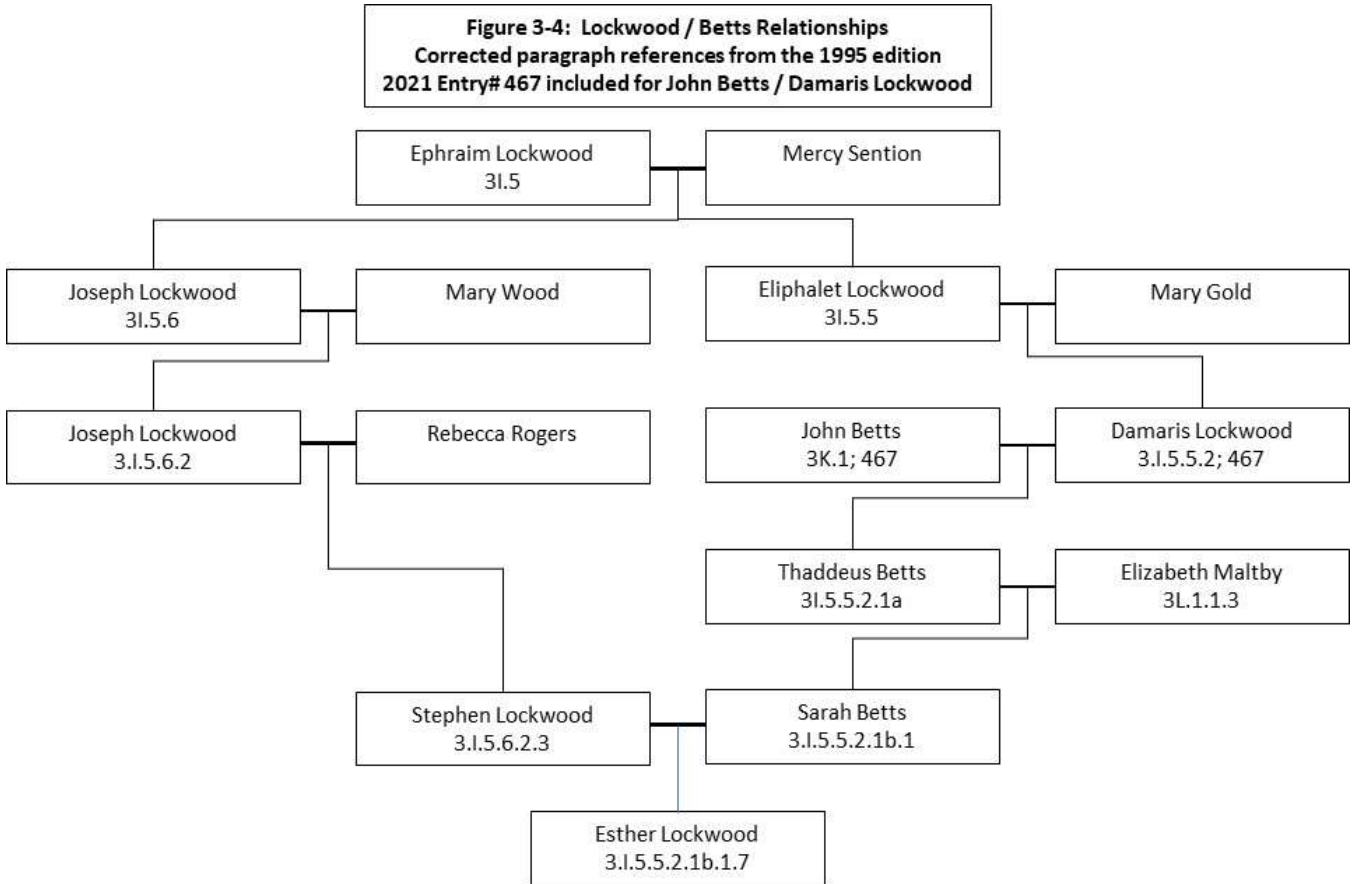 Figure 3-4: Lockwood / Betts Relationships
Corrected paragraph references from the 1995 edition
2021 Entry# 467 included for John Betts / Damaris Lockwood
Ephraim Lockwood
3I.5
Mercy Sention
Joseph Lockwood
3I.5.6
Mary Wood
Eliphalet Lockwood
3I.5.5
Mary Gold
Joseph Lockwood
3.I.5.6.2
Rebecca Rogers
John Betts
3K.1; 467
Damaris Lockwood
3.I.5.5.2; 467
Thaddeus Betts
3I.5.5.2.1a
Elizabeth Maltby
3L.1.1.3
Stephen Lockwood
3.I.5.6.2.3
Sarah Betts
3.I.5.5.2.1b.1
Esther Lockwood
3.I.5.5.2.1b.1.7